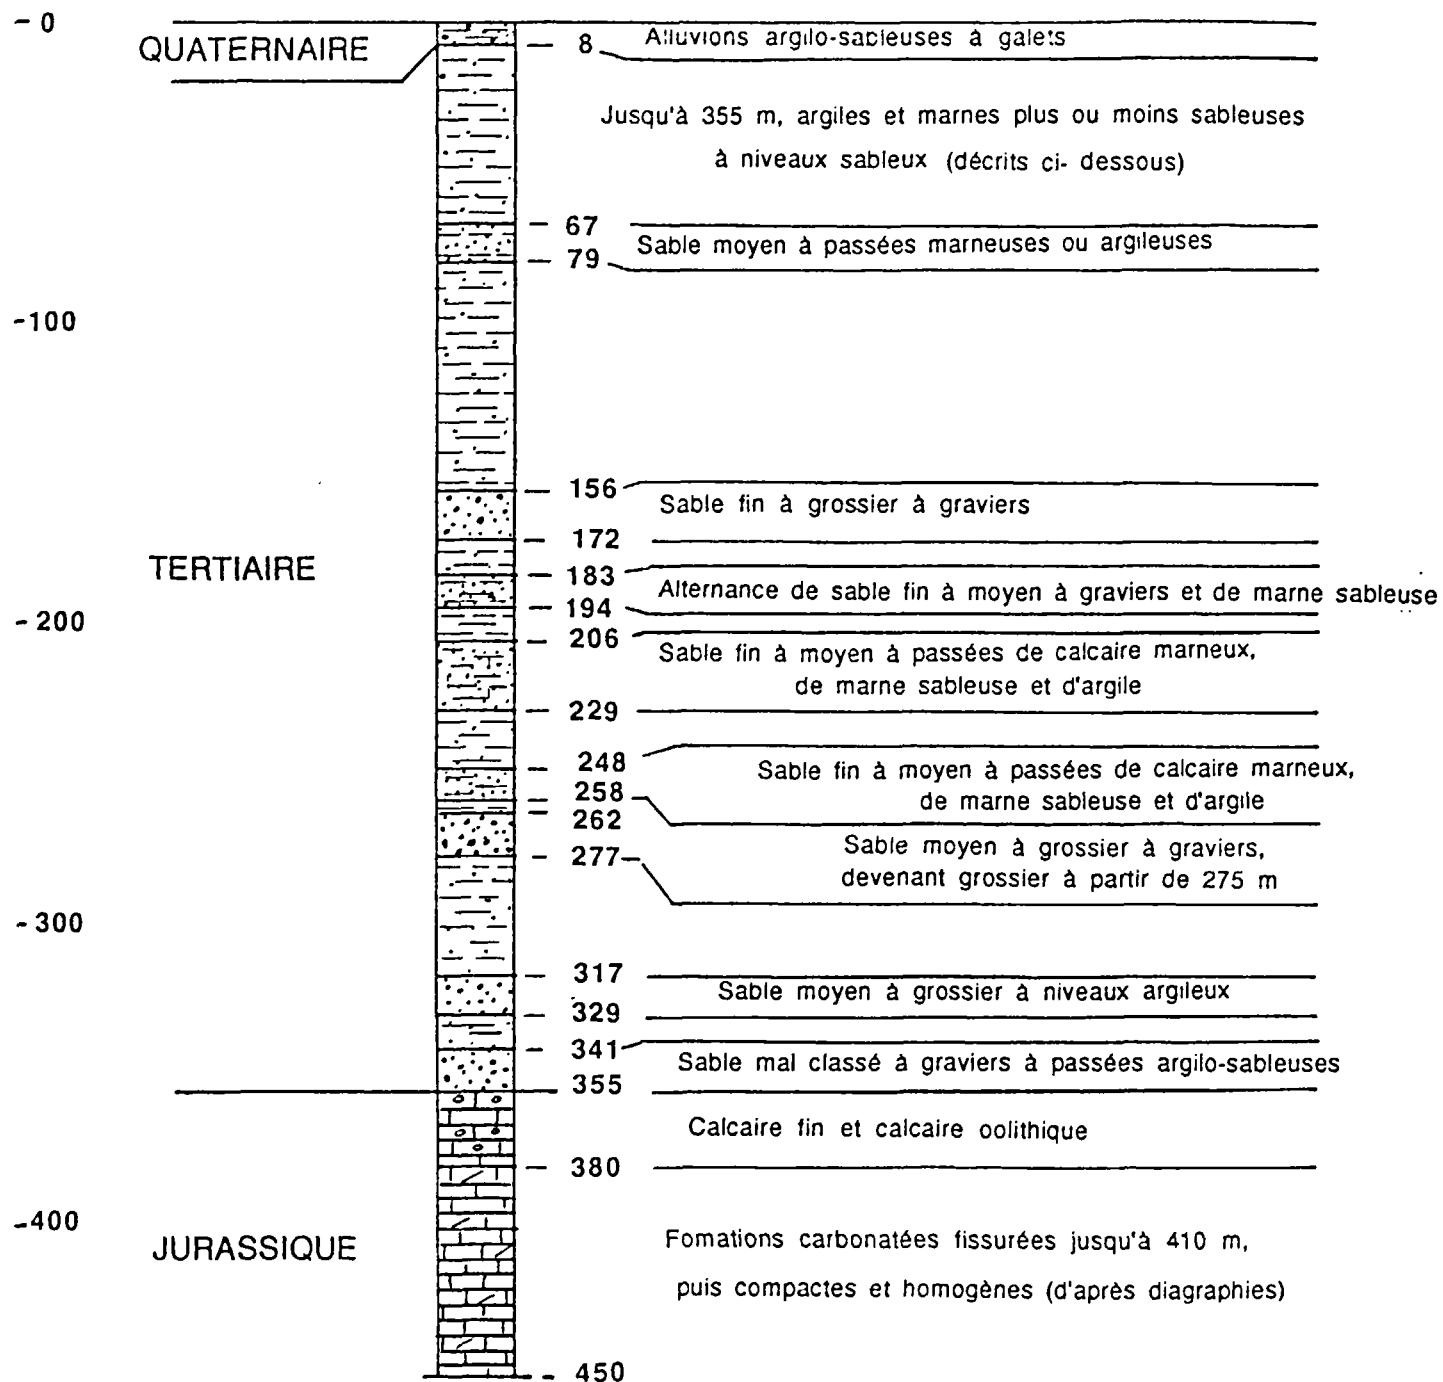 - 0
QUATERNAIRE
8
Alluvions argilo-sableuses à galets
Jusqu'à 355 m, argiles et marnes plus ou moins sableuses
à niveaux sableux (décrits ci- dessous)
67
Sable moyen à passées marneuses ou argileuses
79
-100
156
Sable fin à grossier à graviers
172
TERTIAIRE
183
Alternance de sable fin à moyen à graviers et de marne sableuse
194
- 200
206
Sable fin à moyen à passées de calcaire marneux,
de marne sableuse et d'argile
229
248
Sable fin à moyen à passées de calcaire marneux,
de marne sableuse et d'argile
258
262
Sable moyen à grossier à graviers,
devenant grossier à partir de 275 m
277
- 300
317
Sable moyen à grossier à niveaux argileux
329
341
Sable mal classé à graviers à passées argilo-sableuses
355
Calcaire fin et calcaire oolithique
380
-400
JURASSIQUE
Fomations carbonatées fissurées jusqu'à 410 m,
puis compactes et homogènes (d'après diagraphies)
450